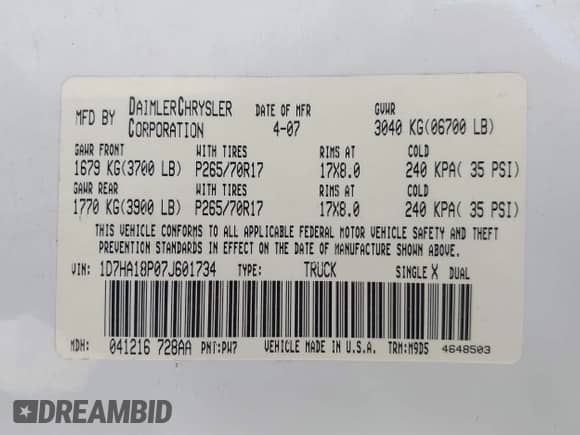 MFD BY DAIMLERCHRYSLER CORPORATION DATE OF MFR 4-07 GVWR 3040 KG(06700 LB)
GAWR FRONT WITH TIRES RIMS AT COLD
1679 KG(3700 LB) P265/70R17 17X8.0 240 KPA( 35 PSI)
GAWR REAR WITH TIRES RIMS AT COLD
1770 KG(3900 LB) P265/70R17 17X8.0 240 KPA( 35 PSI)
THIS VEHICLE CONFORMS TO ALL APPLICABLE FEDERAL MOTOR VEHICLE SAFETY AND THEFT
PREVENTION STANDARDS IN EFFECT ON THE DATE OF MANUFACTURE SHOWN ABOVE.
VIN: 1D7HA18P07J601734 TYPE: TRUCK SINGLE X DUAL
MDH: 041216 728AA PNT:PW7 VEHICLE MADE IN U.S.A. TRM:M9D5 4648503
DREAMBID